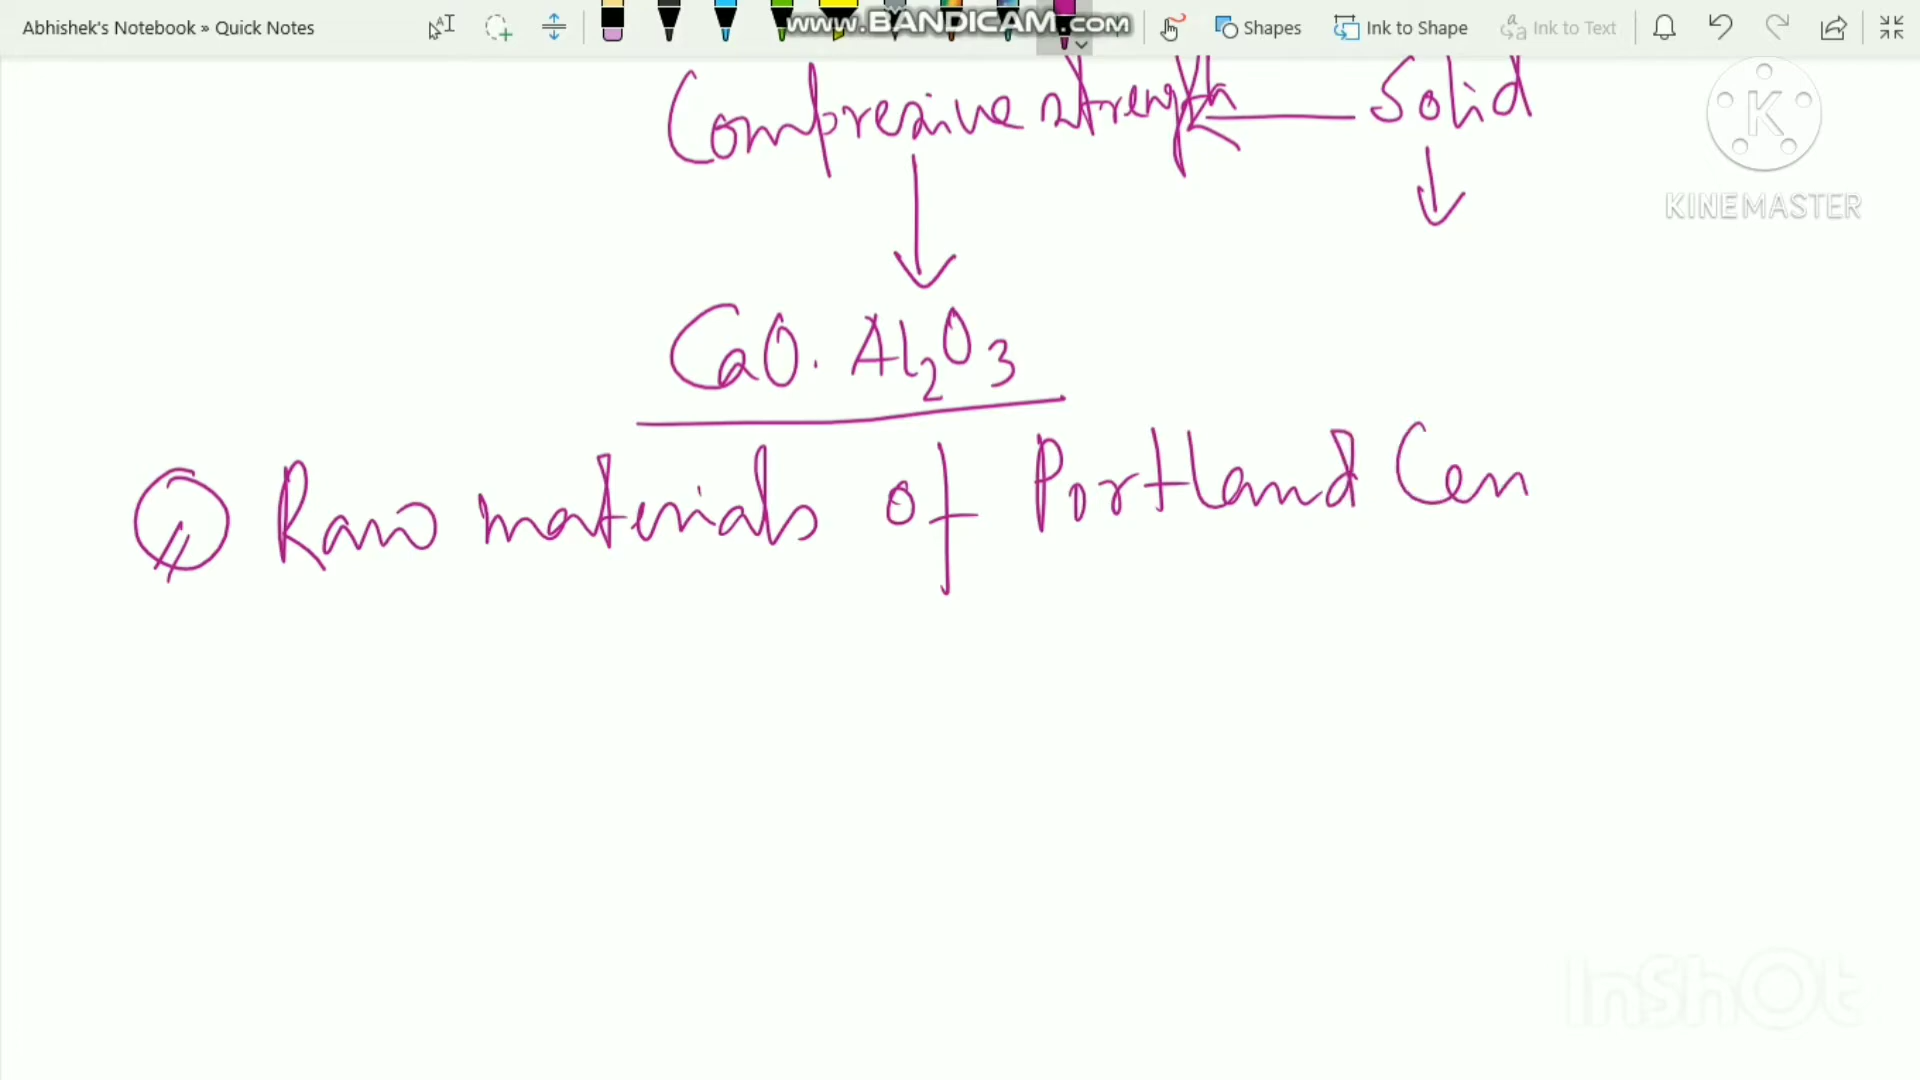 Abhishek's Notebook » Quick Notes
www.BANDICAM.com
Shapes
Ink to Shape
Ink to Text
Compressive strength Solid
K
KINEMASTER
CaO. Al2O3
Q Raw materials of Portland Cem
InShOt